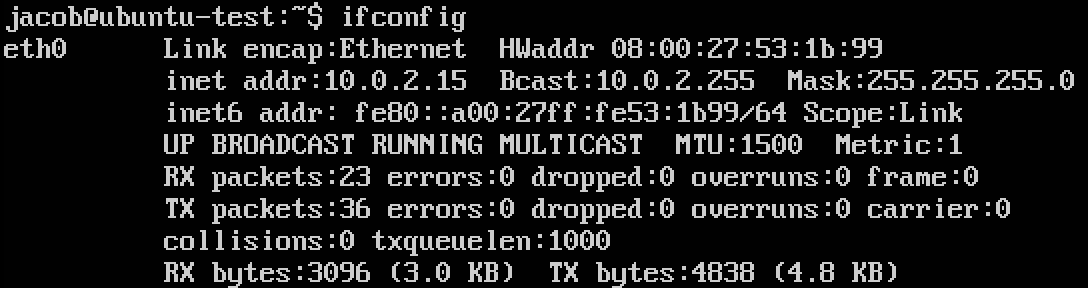 jacob@ubuntu-test:~$ ifconfig
eth0      Link encap:Ethernet  HWaddr 08:00:27:53:1b:99
          inet addr:10.0.2.15  Bcast:10.0.2.255  Mask:255.255.255.0
          inet6 addr: fe80::a00:27ff:fe53:1b99/64 Scope:Link
          UP BROADCAST RUNNING MULTICAST  MTU:1500  Metric:1
          RX packets:23 errors:0 dropped:0 overruns:0 frame:0
          TX packets:36 errors:0 dropped:0 overruns:0 carrier:0
          collisions:0 txqueuelen:1000
          RX bytes:3096 (3.0 KB)  TX bytes:4838 (4.8 KB)